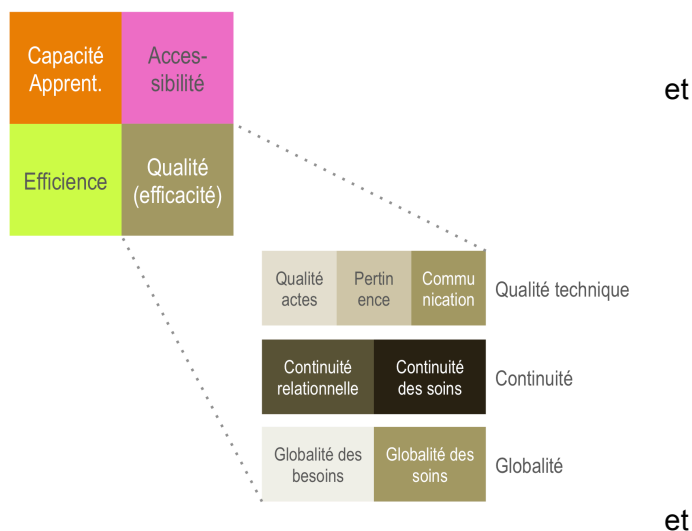 Capacité
Apprent.
Acces-
sibilité
et
Efficience
Qualité
(efficacité)
Qualité
actes
Pertin
ence
Commu
nication
Qualité technique
Continuité
relationnelle
Continuité
des soins
Continuité
Globalité des
besoins
Globalité des
soins
Globalité
et